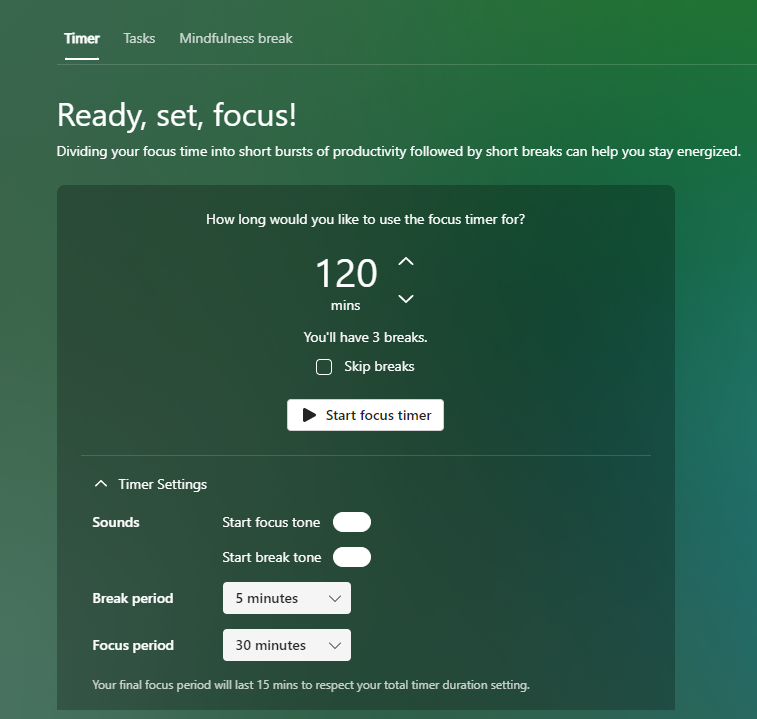 Timer Tasks Mindfulness break
Ready, set, focus!
Dividing your focus time into short bursts of productivity followed by short breaks can help you stay energized.
How long would you like to use the focus timer for?
120
mins
You'll have 3 breaks.
Skip breaks
Start focus timer
Timer Settings
Sounds Start focus tone
Start break tone
Break period 5 minutes
Focus period 30 minutes
Your final focus period will last 15 mins to respect your total timer duration setting.